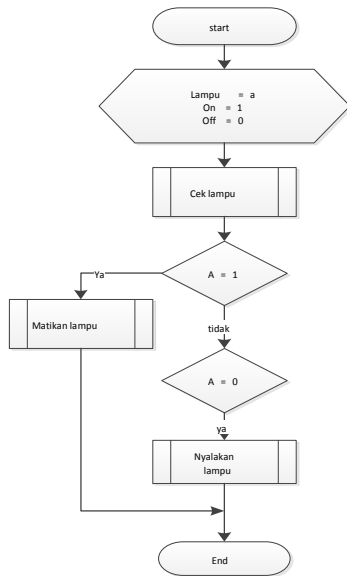 start
Lampu = a
On = 1
Off = 0
Cek lampu
A = 1
Ya
Matikan lampu
tidak
A = 0
ya
Nyalakan
lampu
End